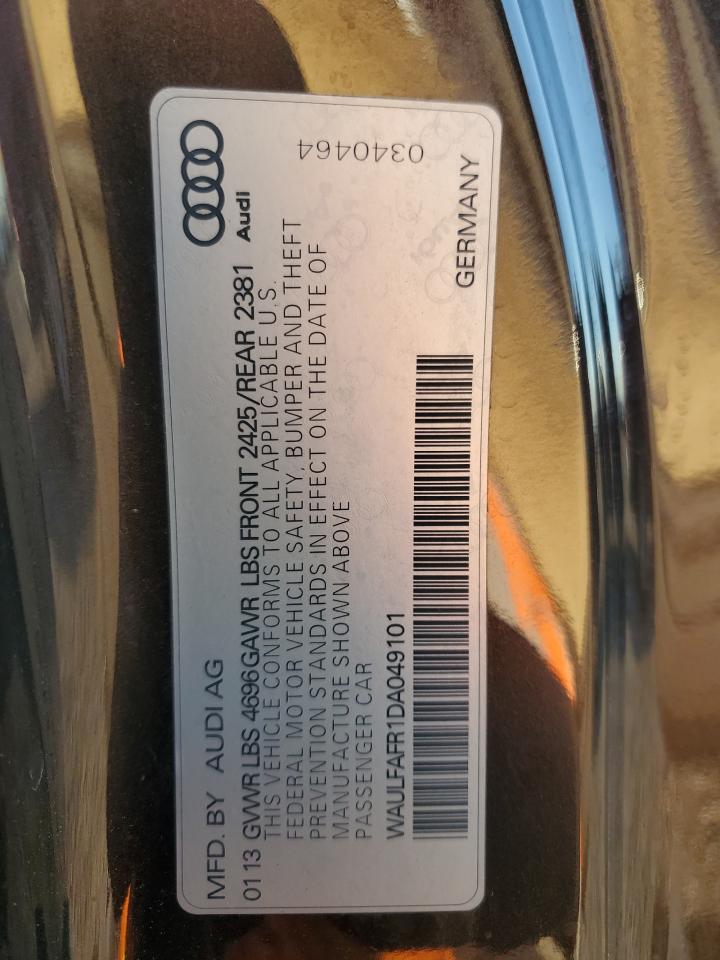 MFD. BY AUDI AG
Audi
01 13 GVWR LBS 4696 GAWR LBS FRONT 2425/REAR 2381
THIS VEHICLE CONFORMS TO ALL APPLICABLE U.S.
FEDERAL MOTOR VEHICLE SAFETY, BUMPER AND THEFT
PREVENTION STANDARDS IN EFFECT ON THE DATE OF
MANUFACTURE SHOWN ABOVE
PASSENGER CAR
0340464
WAULFAFR1DA049101
GERMANY